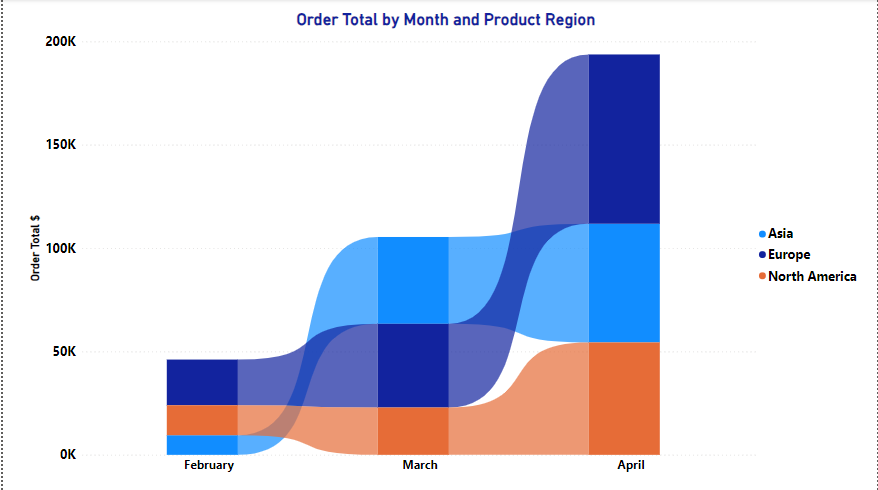 Order Total by Month and Product Region
200K
150K
100K
50K
0K
Order Total $
February
March
April
Asia
Europe
North America